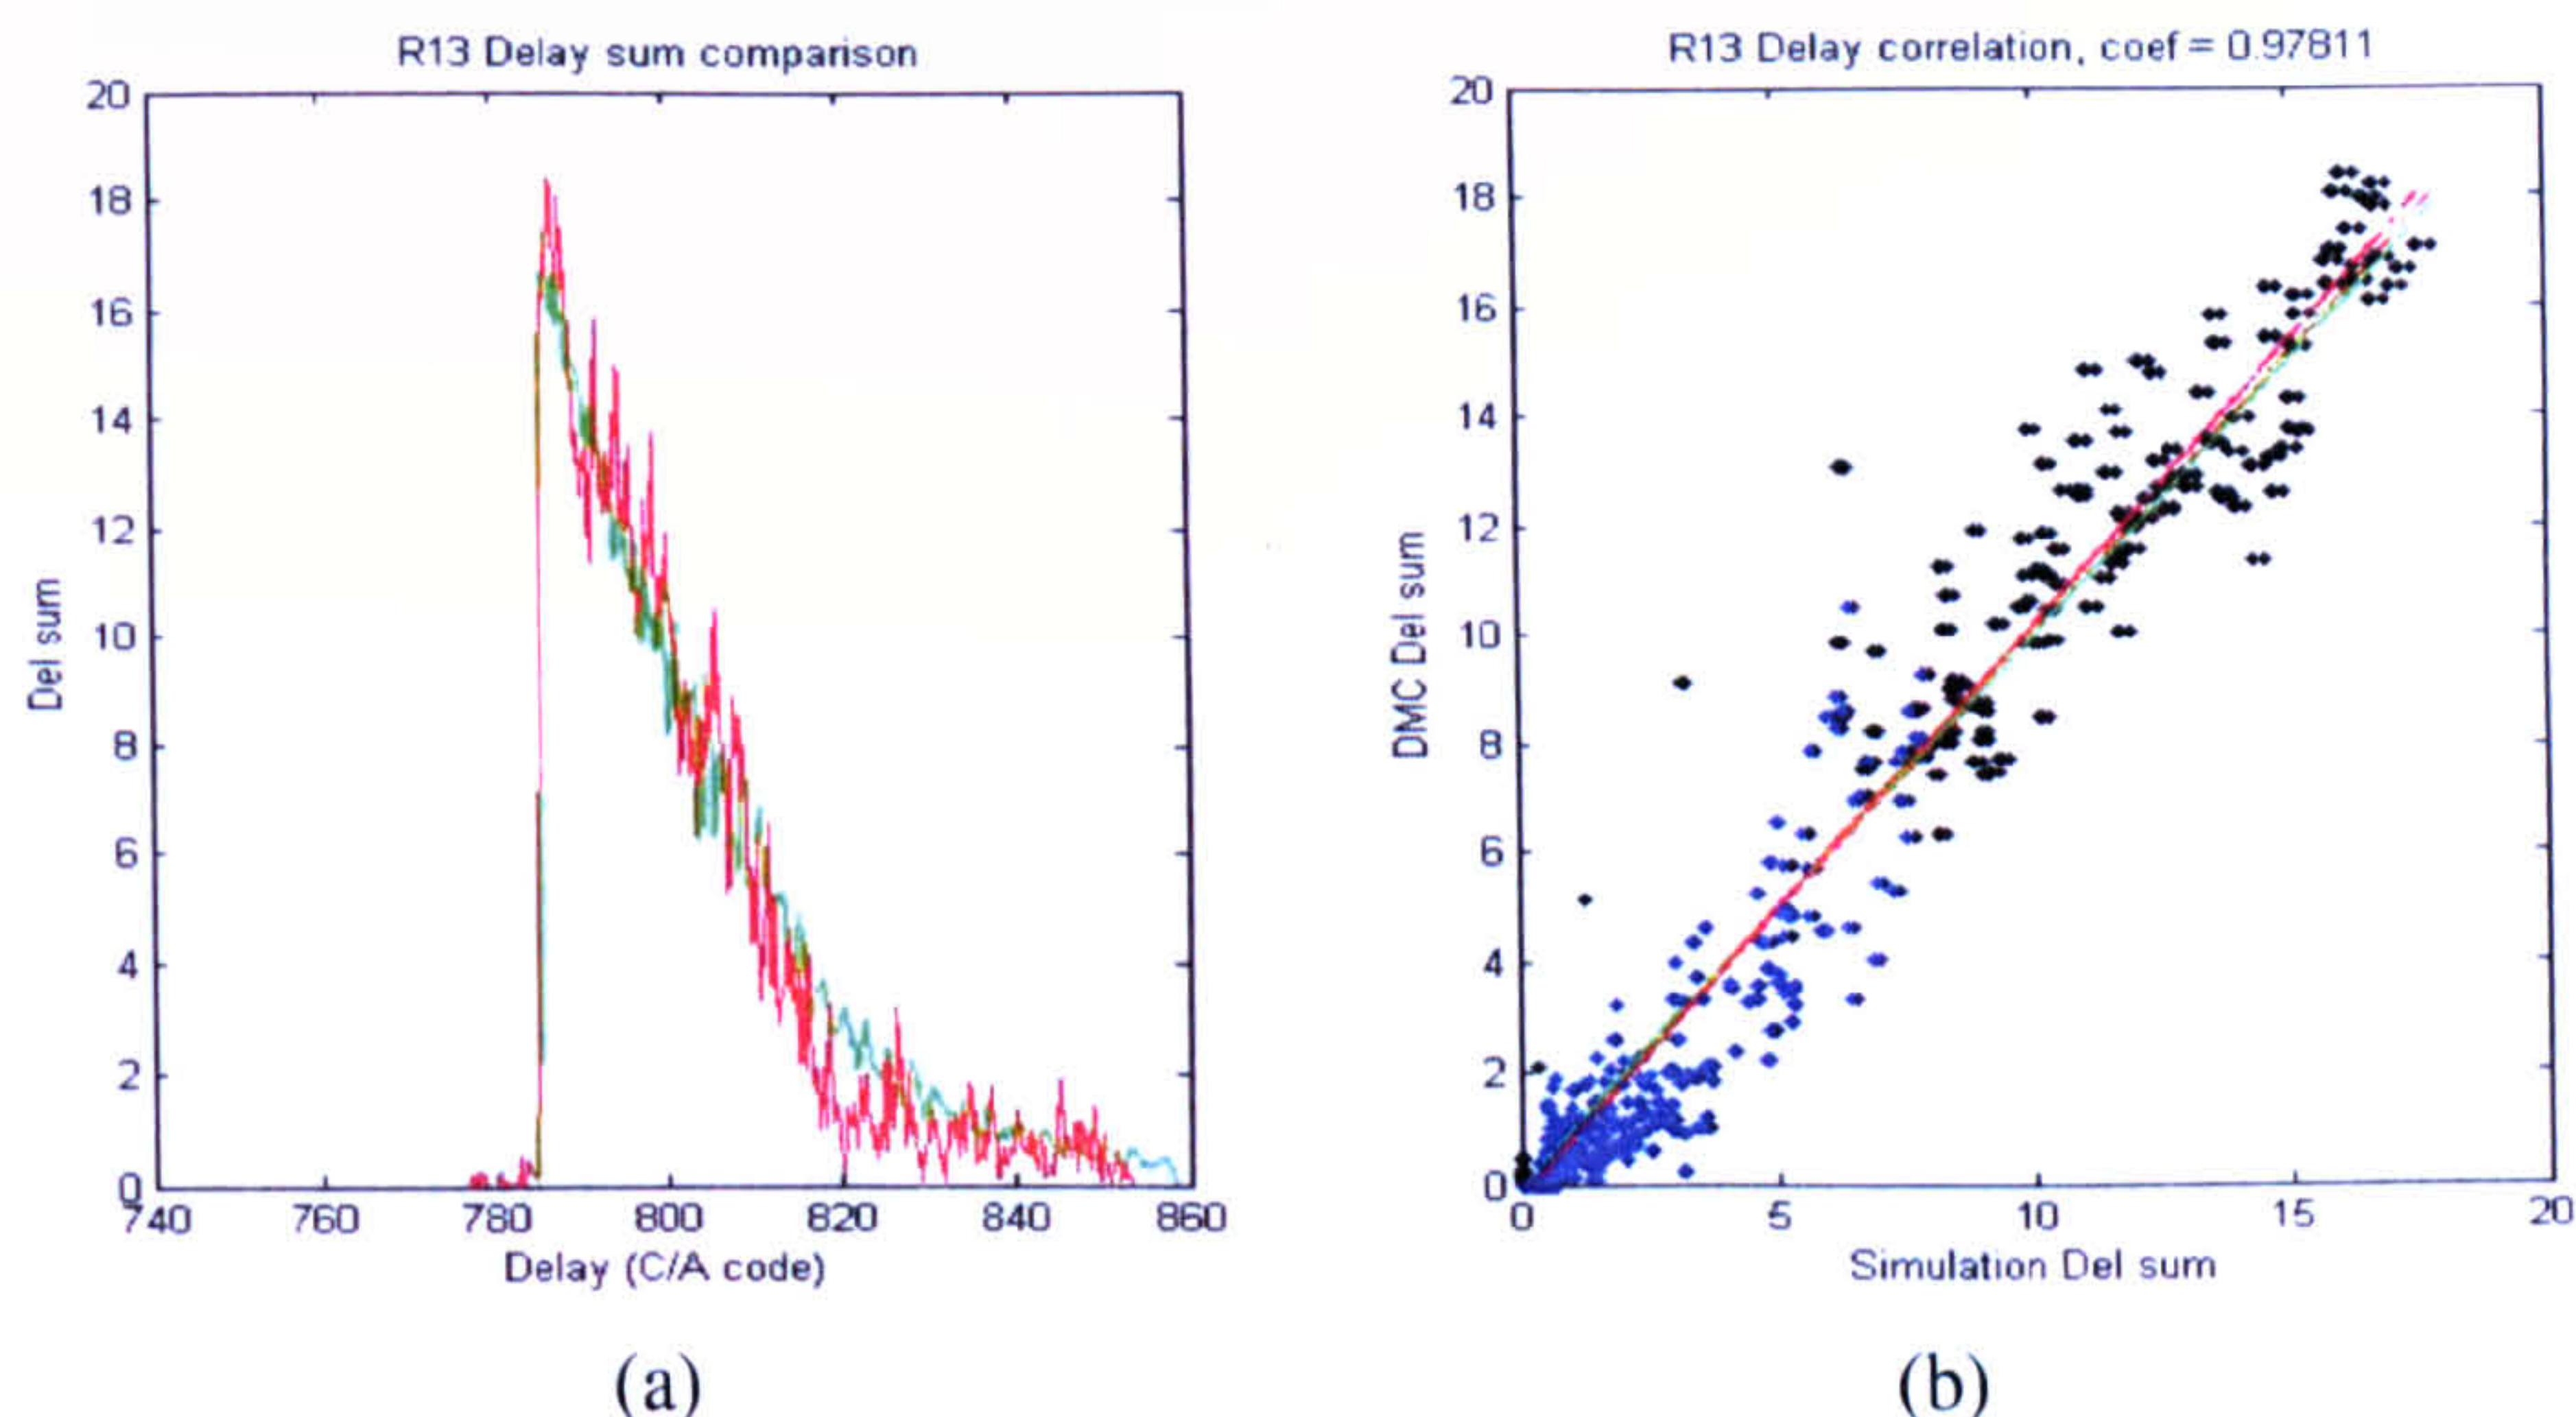 R13 Delay sum comparison
20
18
16
14
12
10
8
6
4
2
0
740 760 780 800 820 840 860
Del sum
Delay (C/A code)
(a)
R13 Delay correlation, coef = 0.97811
20
18
16
14
12
10
8
6
4
2
0
0 5 10 15 20
DMC Del sum
Simulation Del sum
(b)